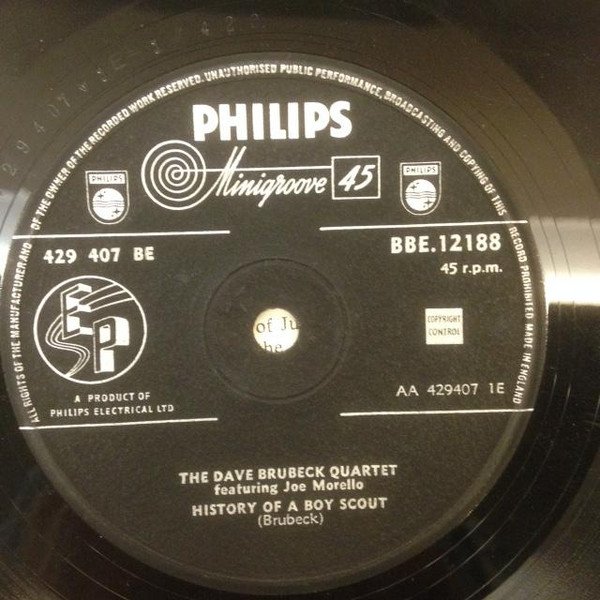 ALL RIGHTS OF THE MANUFACTURER AND OF THE OWNER OF THE RECORDED WORK RESERVED. UNAUTHORISED PUBLIC PERFORMANCE, BROADCASTING AND COPYING OF THIS RECORD PROHIBITED MADE IN ENGLAND
PHILIPS
Minigroove 45
PHILIPS
PHILIPS
429 407 BE
BBE.12188
45 r.p.m.
EP
COPYRIGHT
CONTROL
A PRODUCT OF
PHILIPS ELECTRICAL LTD
AA 429407 1E
of Ju
he
THE DAVE BRUBECK QUARTET
featuring Joe Morello
HISTORY OF A BOY SCOUT
(Brubeck)